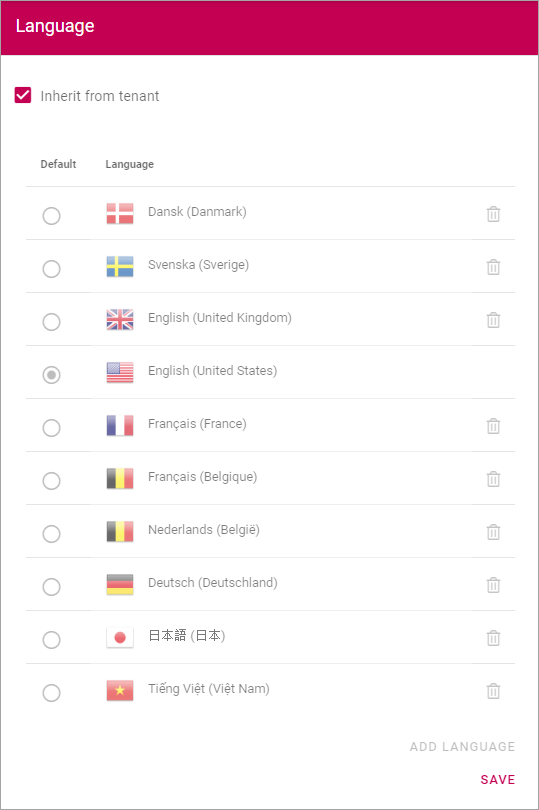 Language
Inherit from tenant
Default Language
Dansk (Danmark)
Svenska (Sverige)
English (United Kingdom)
English (United States)
Français (France)
Français (Belgique)
Nederlands (België)
Deutsch (Deutschland)
日本語 (日本)
Tiếng Việt (Việt Nam)
ADD LANGUAGE
SAVE